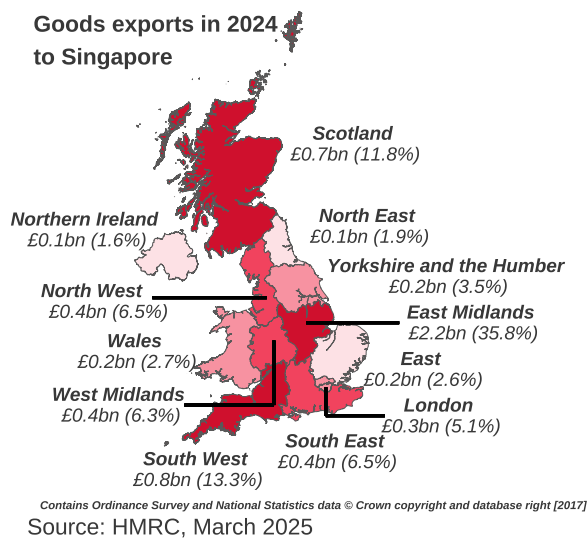 Goods exports in 2024
to Singapore
Scotland
£0.7bn (11.8%)
Northern Ireland
£0.1bn (1.6%)
North East
£0.1bn (1.9%)
Yorkshire and the Humber
£0.2bn (3.5%)
North West
£0.4bn (6.5%)
East Midlands
£2.2bn (35.8%)
Wales
£0.2bn (2.7%)
East
£0.2bn (2.6%)
West Midlands
£0.4bn (6.3%)
London
£0.3bn (5.1%)
South East
£0.4bn (6.5%)
South West
£0.8bn (13.3%)
Contains Ordinance Survey and National Statistics data © Crown copyright and database right [2017]
Source: HMRC, March 2025